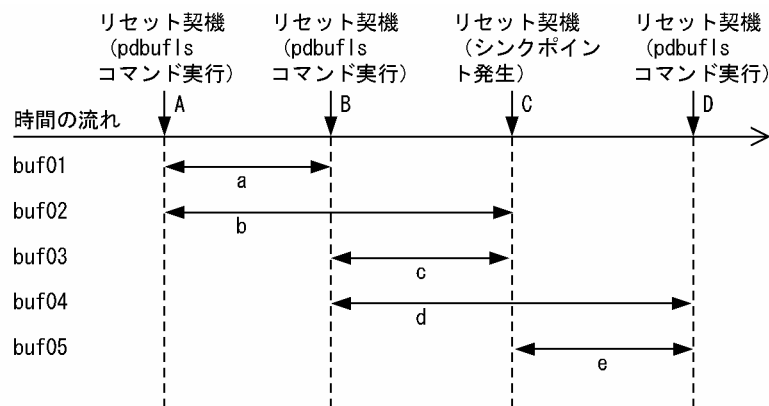 リセット契機
(pdbufls
コマンド実行)
リセット契機
(pdbufls
コマンド実行)
リセット契機
(シンクポイン
ト発生)
リセット契機
(pdbufls
コマンド実行)
A
B
C
D
時間の流れ
buf01
a
buf02
b
buf03
c
buf04
d
buf05
e